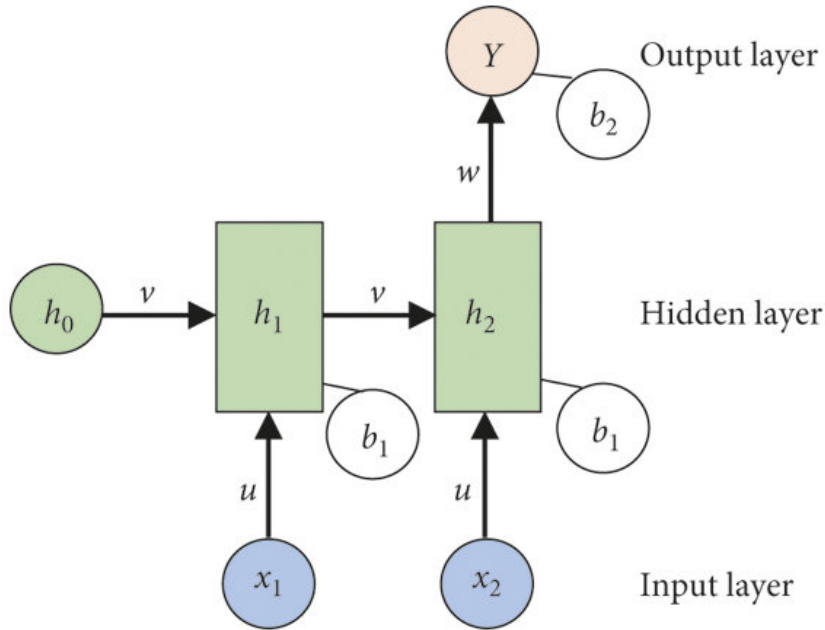 Y
Output layer
b₂
w
h₀
v
h₁
v
h₂
Hidden layer
b₁
b₁
u
u
x₁
x₂
Input layer